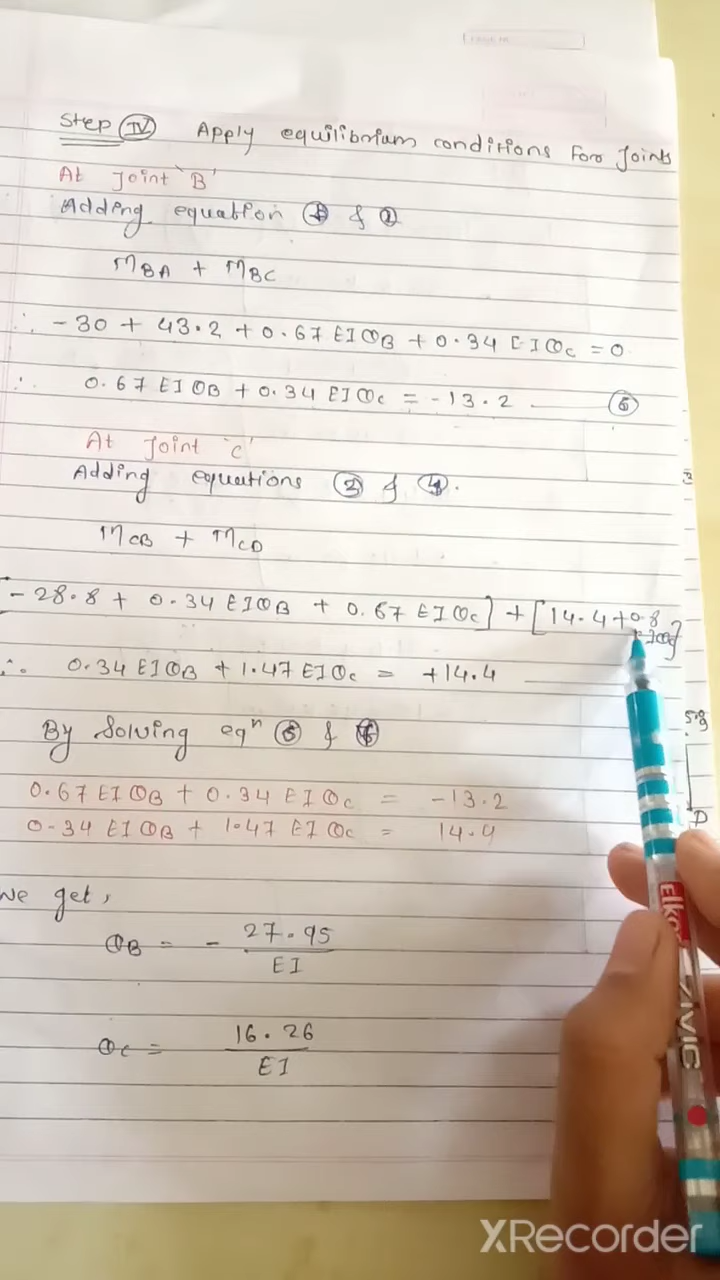 Step IV Apply equilibrium conditions For Joints
At Joint 'B'
Adding equation & ②
MBA + MBC
∴ -30 + 43.2 + 0.67 EIθB + 0.34 EIθC = 0
∴ 0.67 EIθB + 0.34 EIθC = -13.2 ⑤
At Joint 'C'
Adding equations ③ & ④.
MCB + MCD
-28.8 + 0.34 EIθB + 0.67 EIθC] + [14.4 + 0.8 EIθC]
∴ 0.34 EIθB + 1.47 EIθC = +14.4
By Solving eqⁿ ⑤ & ⑥
0.67 EIθB + 0.34 EIθC = -13.2
0.34 EIθB + 1.47 EIθC = 14.4
We get,
θB = - 27.95
EI
θC = 16.26
EI
D
Elko
ZIVIC
XRecorder